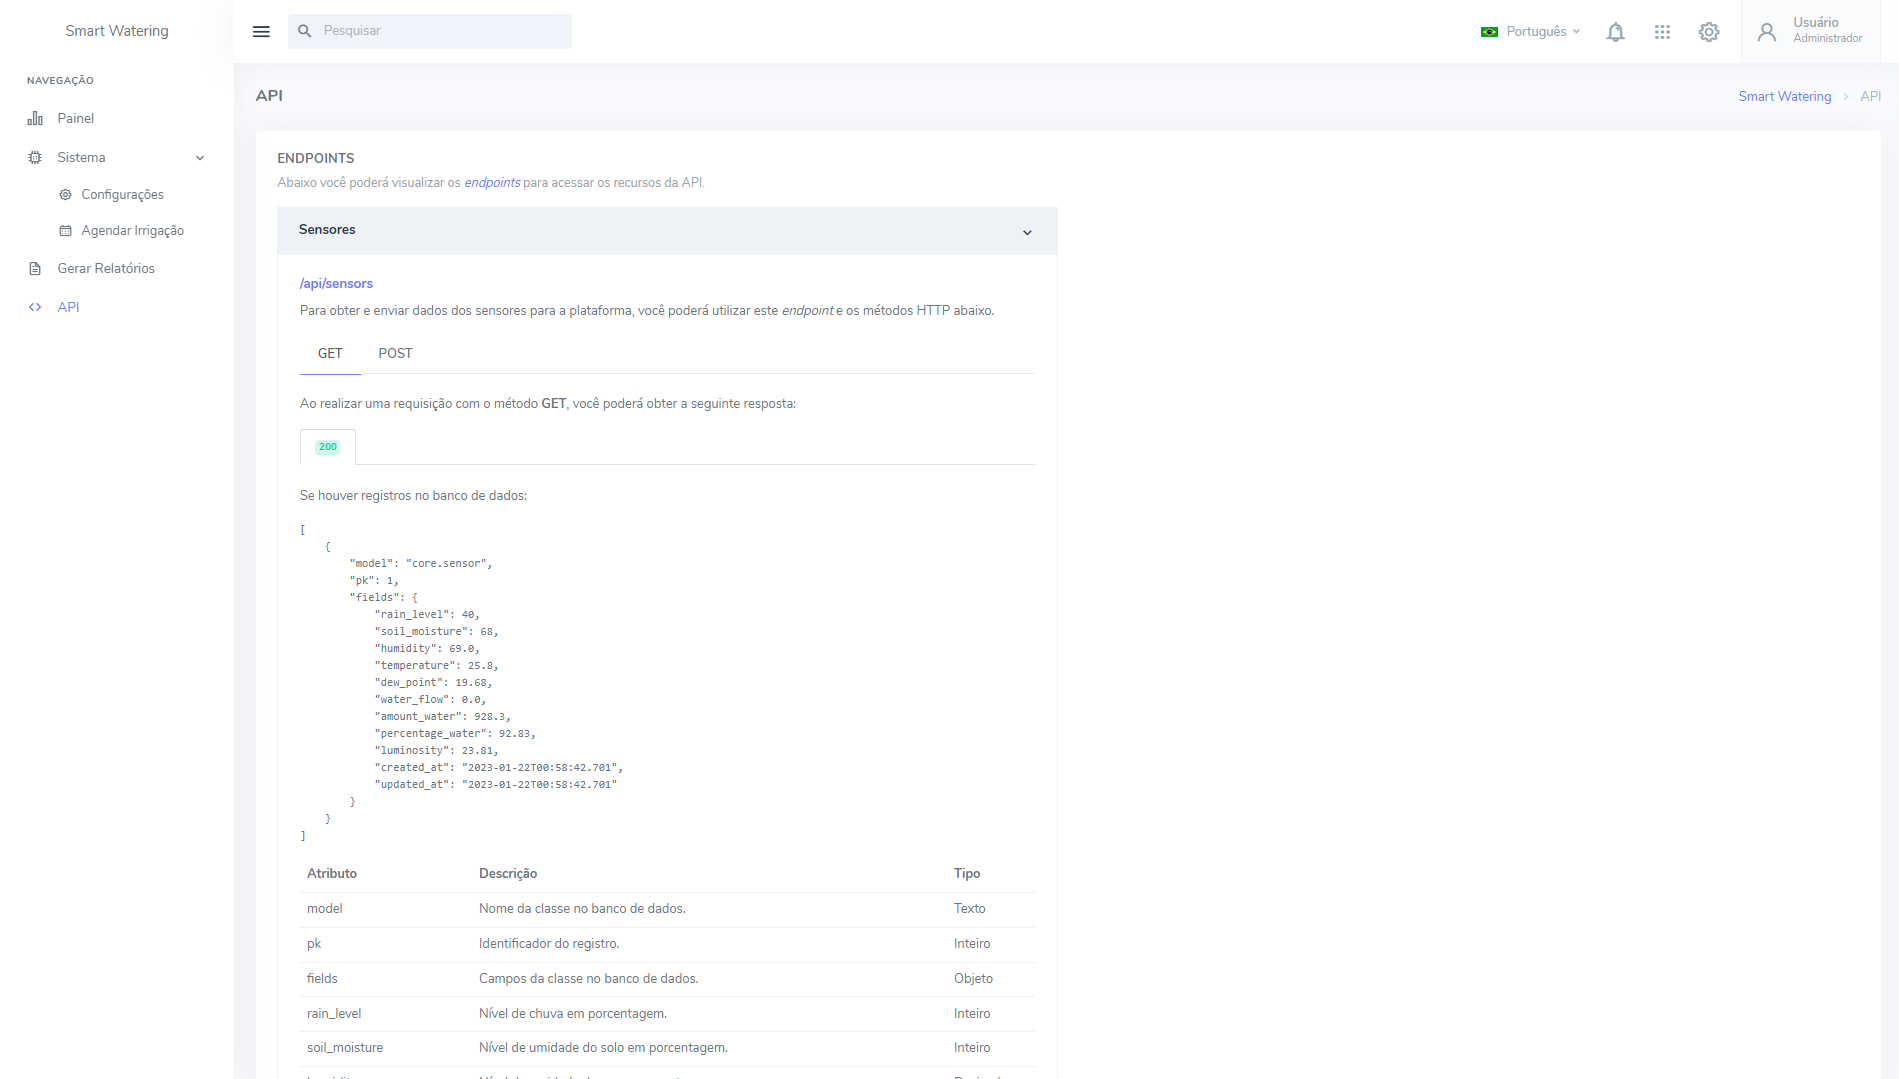 Smart Watering
Pesquisar
Português
Usuário
Administrador
NAVEGAÇÃO
Painel
Sistema
Configurações
Agendar Irrigação
Gerar Relatórios
API
API
Smart Watering > API
ENDPOINTS
Abaixo você poderá visualizar os endpoints para acessar os recursos da API.
Sensores
/api/sensors
Para obter e enviar dados dos sensores para a plataforma, você poderá utilizar este endpoint e os métodos HTTP abaixo.
GET POST
Ao realizar uma requisição com o método GET, você poderá obter a seguinte resposta:
200
Se houver registros no banco de dados:
[
{
"model": "core.sensor",
"pk": 1,
"fields": {
"rain_level": 40,
"soil_moisture": 68,
"humidity": 69.0,
"temperature": 25.8,
"dew_point": 19.68,
"water_flow": 0.0,
"amount_water": 928.3,
"percentage_water": 92.83,
"luminosity": 23.81,
"created_at": "2023-01-22T00:58:42.701",
"updated_at": "2023-01-22T00:58:42.701"
}
}
]
Atributo Descrição Tipo
model Nome da classe no banco de dados. Texto
pk Identificador do registro. Inteiro
fields Campos da classe no banco de dados. Objeto
rain_level Nível de chuva em porcentagem. Inteiro
soil_moisture Nível de umidade do solo em porcentagem. Inteiro